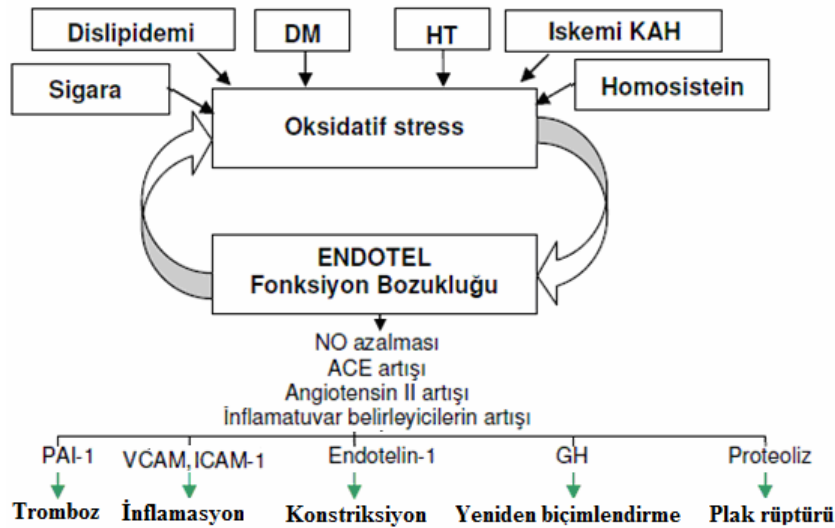 Dislipidemi
DM
HT
Iskemi KAH
Sigara
Homosistein
Oksidatif stress
ENDOTEL
Fonksiyon Bozukluğu
NO azalması
ACE artışı
Angiotensin II artışı
İnflamatuvar belirleyicilerin artışı
PAI-1 VCAM, ICAM-1 Endotelin-1 GH Proteoliz
Tromboz İnflamasyon Konstriksiyon Yeniden biçimlendirme Plak rüptürü